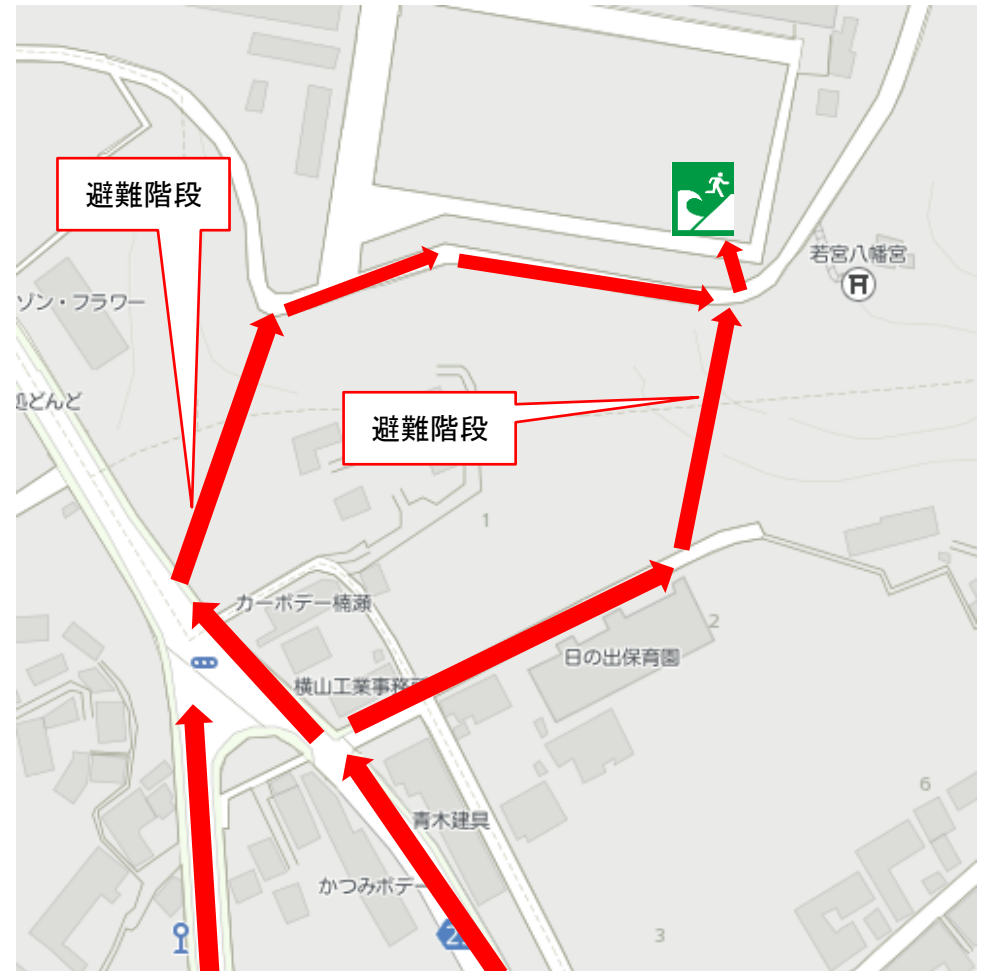 避難階段
若宮八幡宮
ゾン・フラワー
処どんど
避難階段
1
カーボデー楠瀬
2
日の出保育園
横山工業事務所
6
青木建具
かつみボデー
3